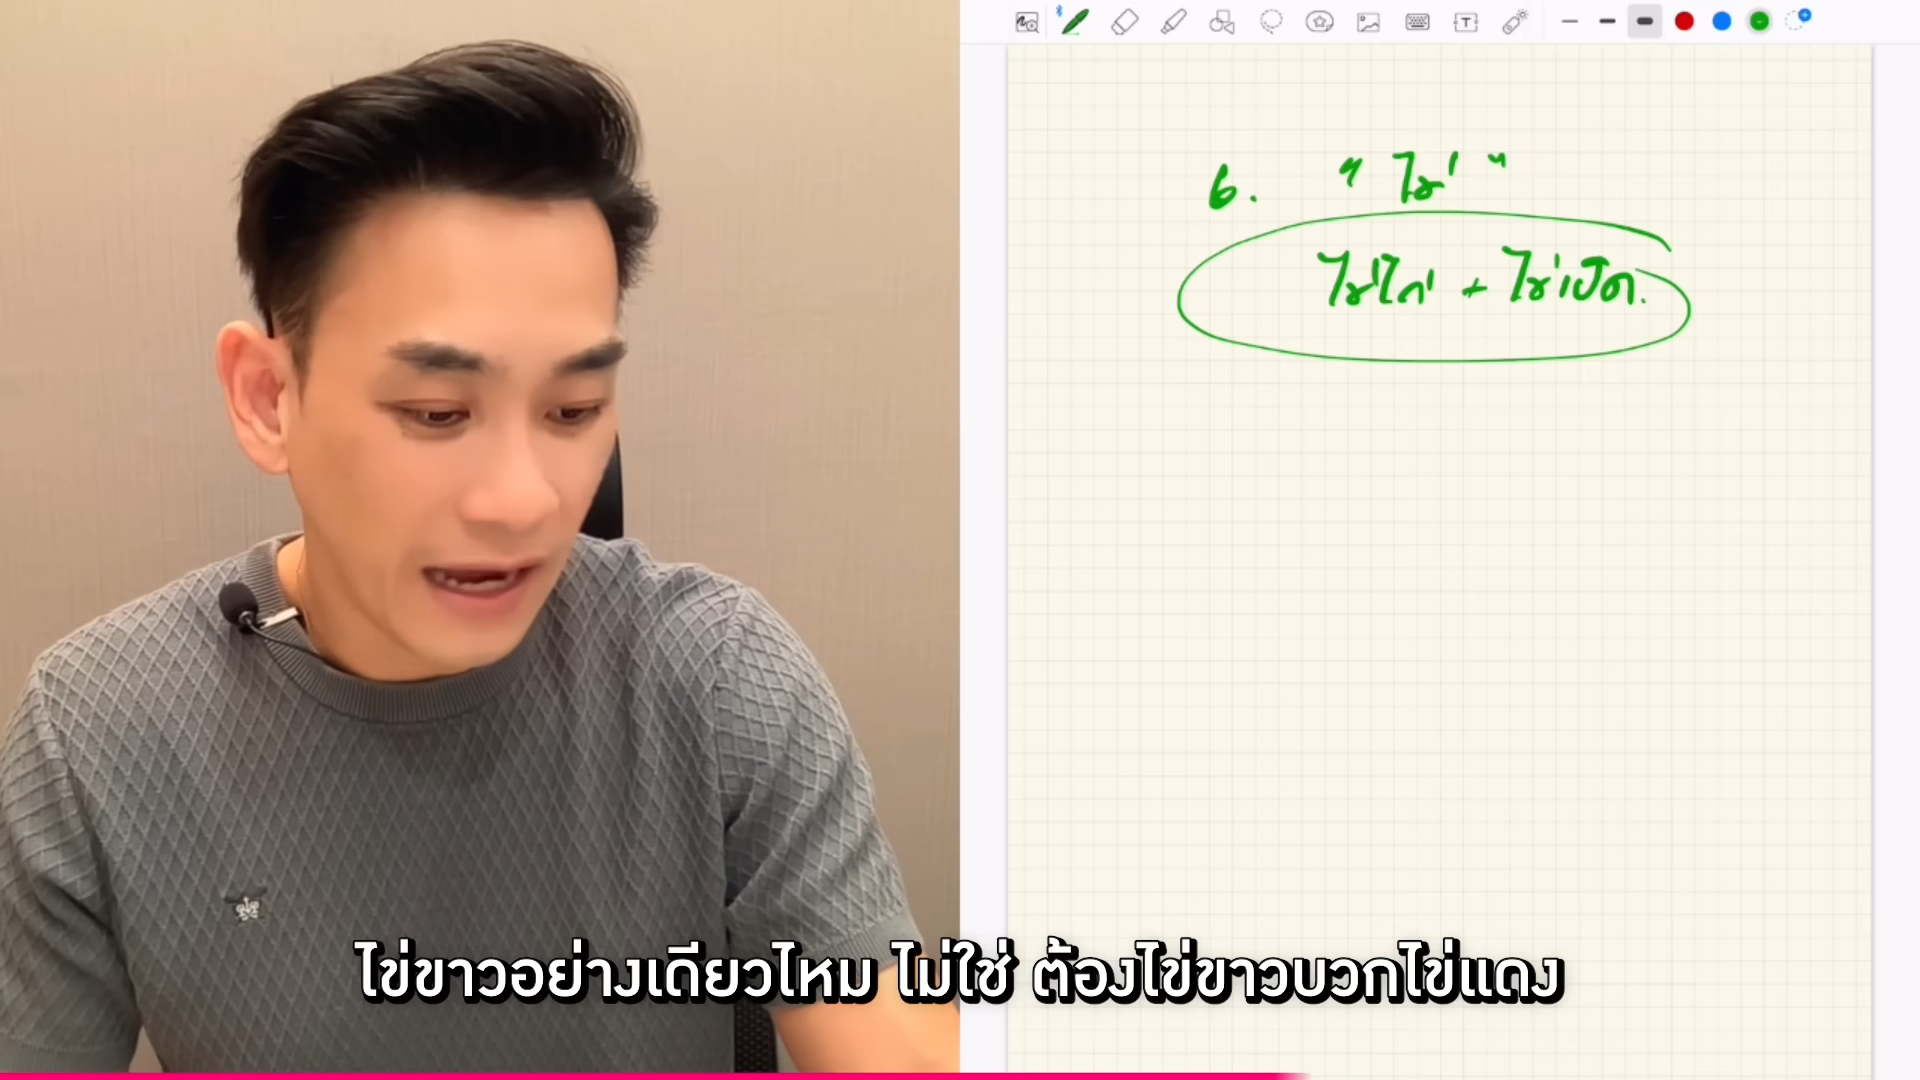 6. " ไข่ "
ไข่ไก่ + ไข่เป็ด.
ไข่ขาวอย่างเดียวไหม ไม่ใช่ ต้องไข่ขาวบวกไข่แดง